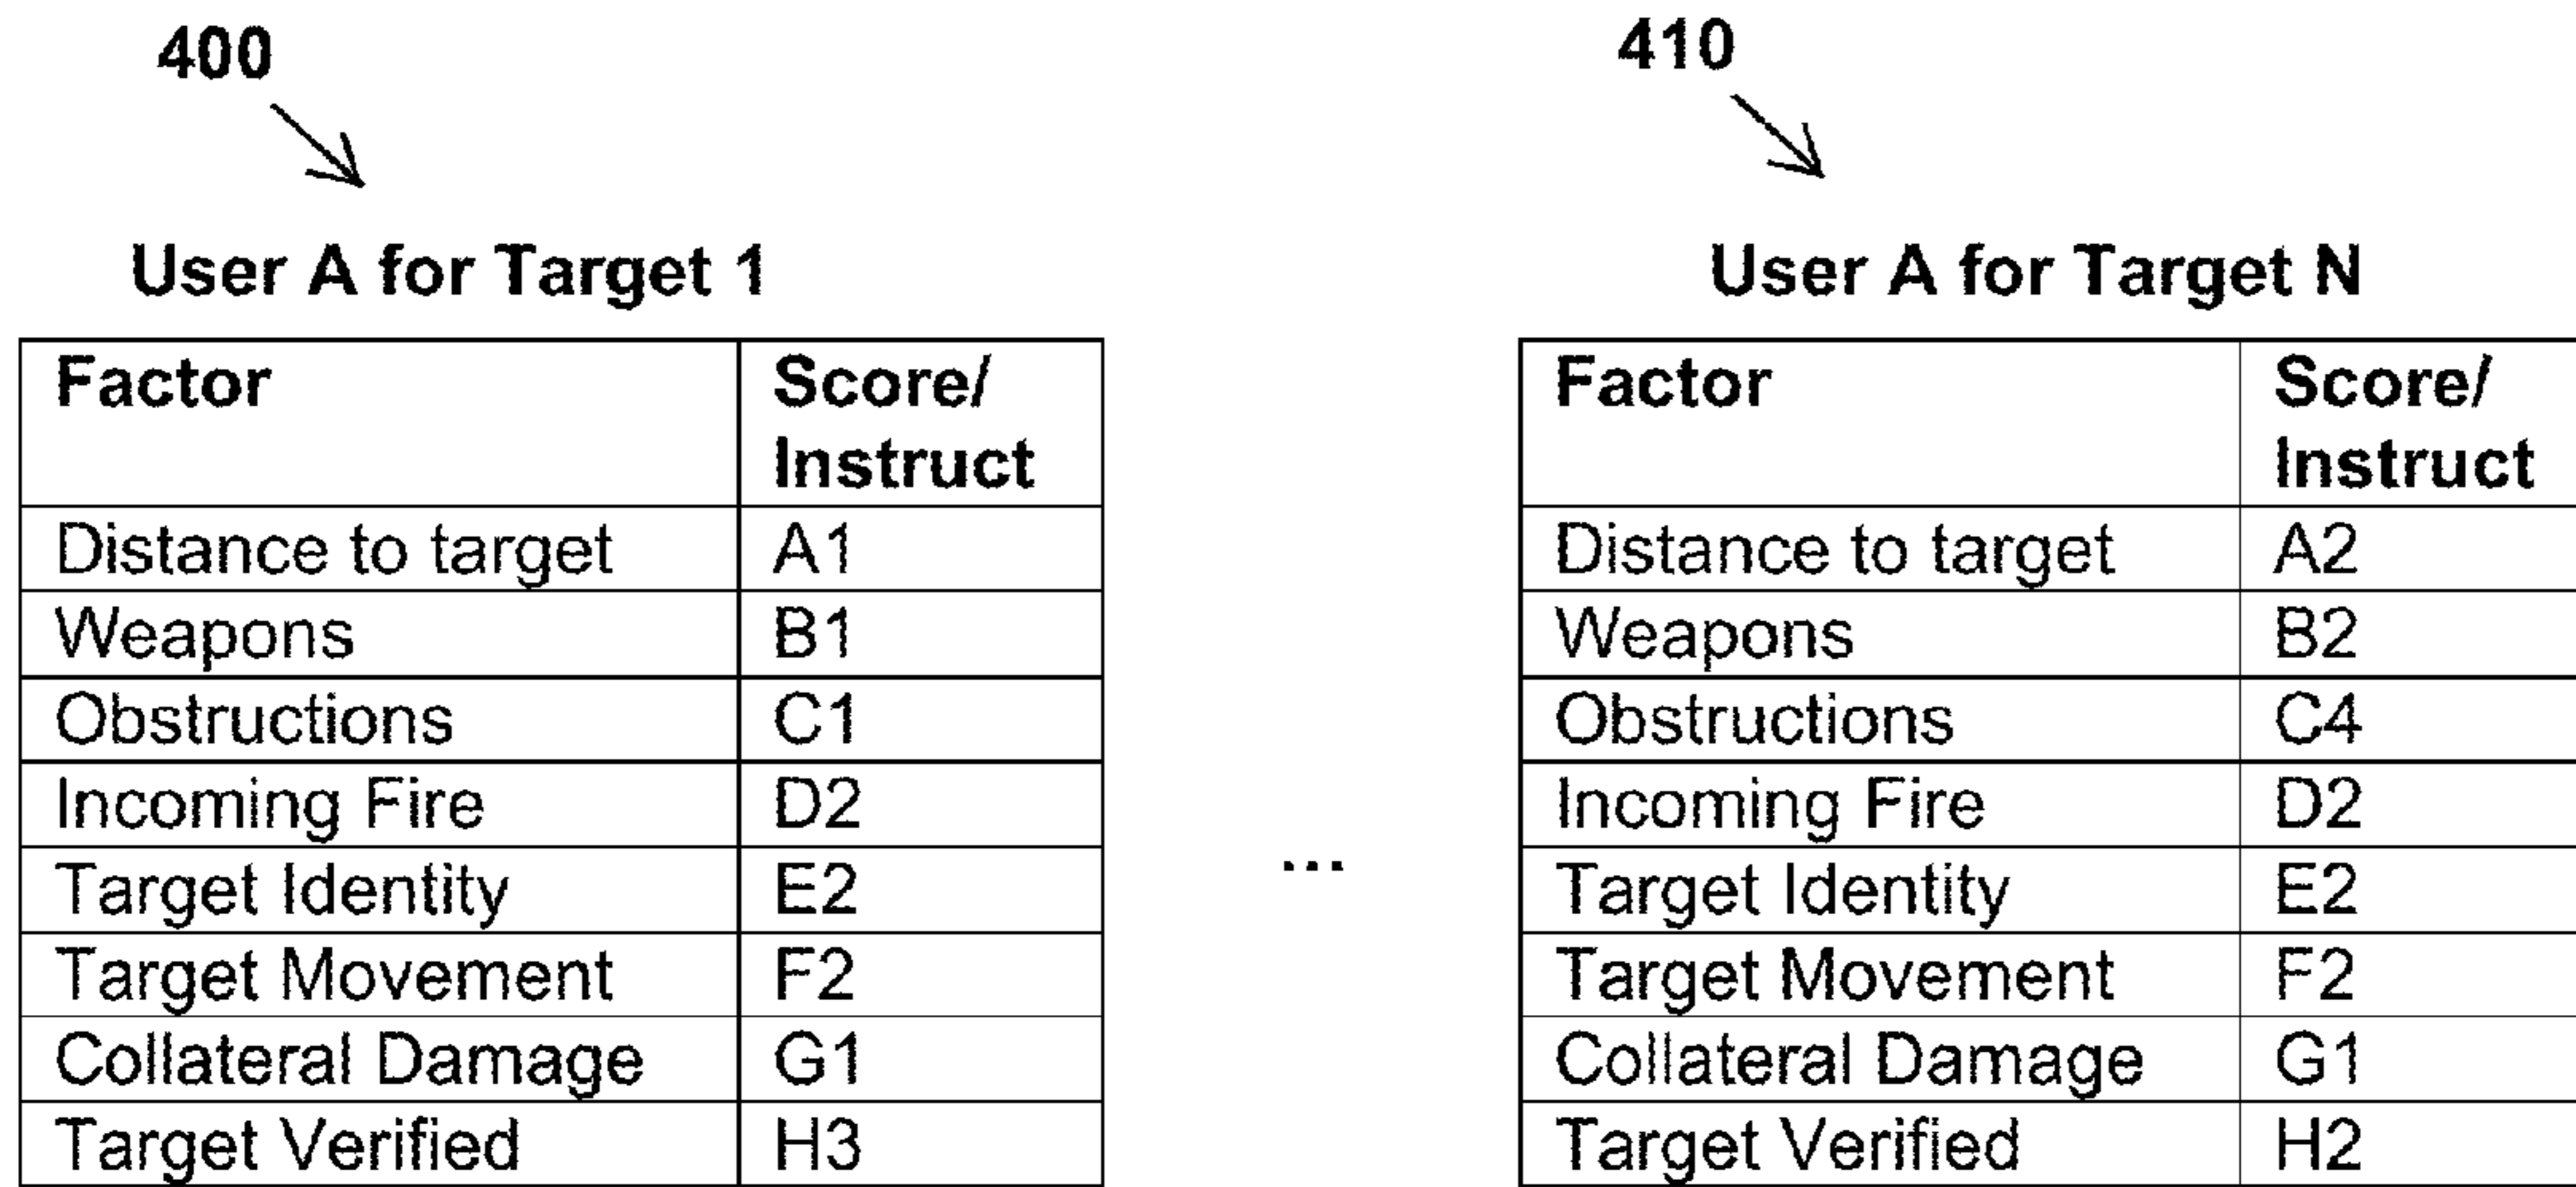 400
User A for Target 1
Factor Score/
Instruct
Distance to target A1
Weapons B1
Obstructions C1
Incoming Fire D2
Target Identity E2
Target Movement F2
Collateral Damage G1
Target Verified H3
...
410
User A for Target N
Factor Score/
Instruct
Distance to target A2
Weapons B2
Obstructions C4
Incoming Fire D2
Target Identity E2
Target Movement F2
Collateral Damage G1
Target Verified H2